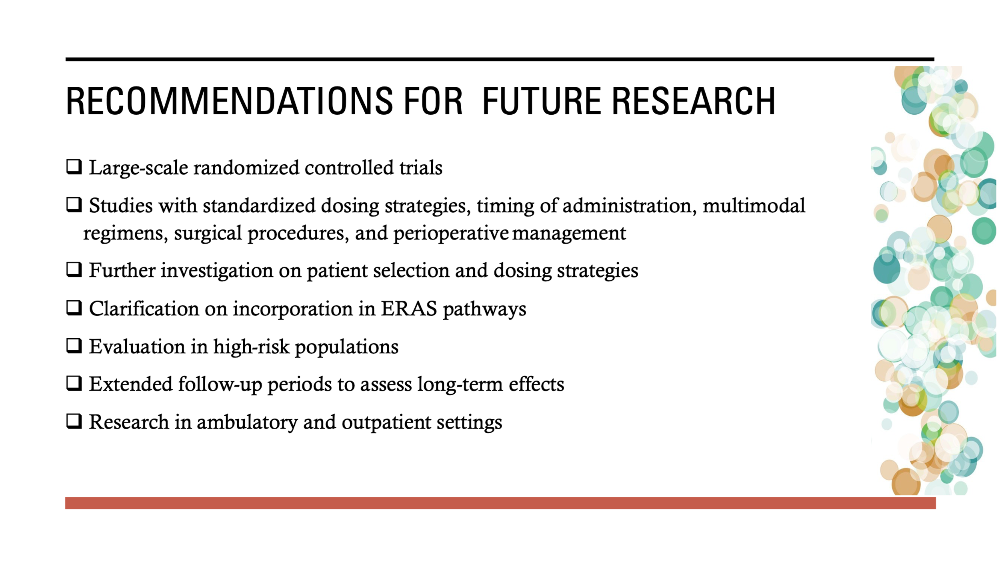 RECOMMENDATIONS FOR  FUTURE RESEARCH
❑ Large-scale randomized controlled trials
❑ Studies with standardized dosing strategies, timing of administration, multimodal
regimens, surgical procedures, and perioperative management
❑ Further investigation on patient selection and dosing strategies
❑ Clarification on incorporation in ERAS pathways
❑ Evaluation in high-risk populations
❑ Extended follow-up periods to assess long-term effects
❑ Research in ambulatory and outpatient settings